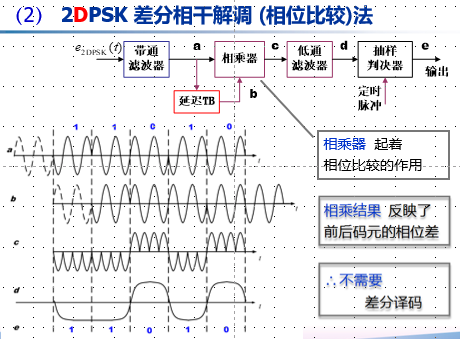 (2) 2DPSK 差分相干解调 (相位比较)法
e2DPSK(t) 带通滤波器 a 相乘器 c 低通滤波器 d 抽样判决器 e 输出
延迟TB b 定时脉冲
相乘器 起着
相位比较的作用
a 1 1 0 1 0 t
b t
相乘结果 反映了
前后码元的相位差
c t
∴不需要
差分译码
d t
e 1 1 0 1 0